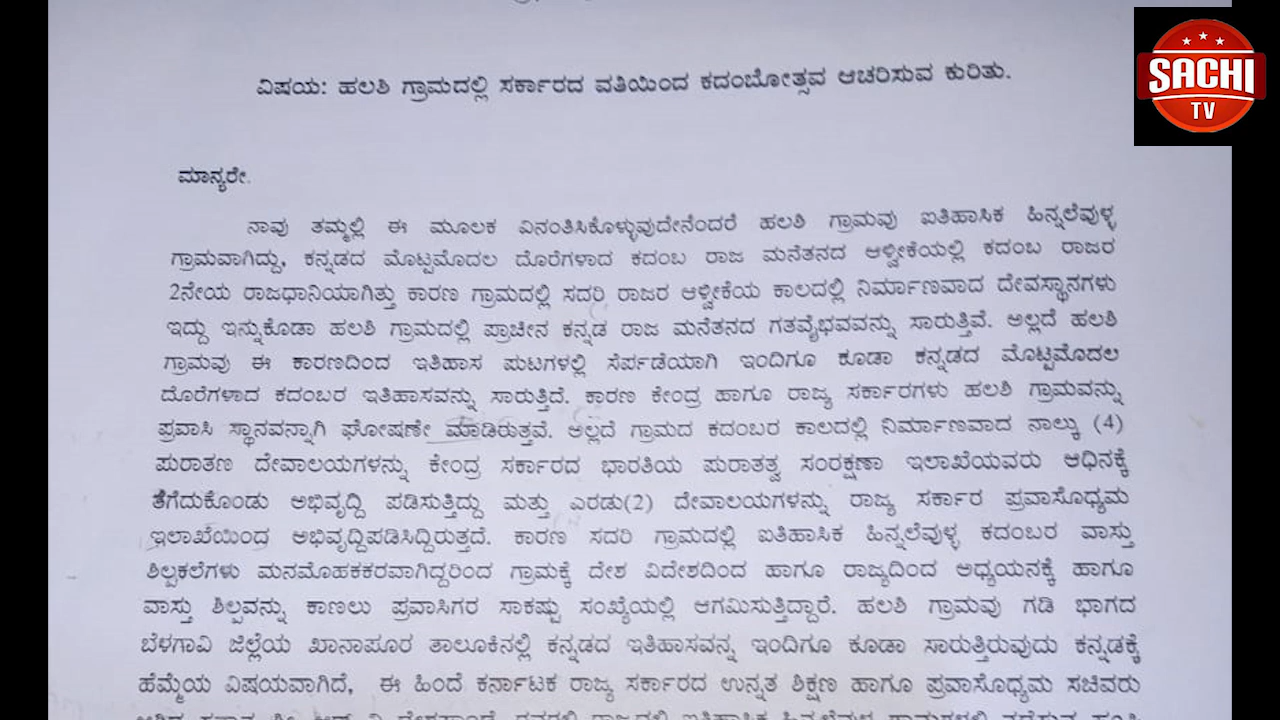 SACHI
TV
ವಿಷಯ: ಹಲಶಿ ಗ್ರಾಮದಲ್ಲಿ ಸರ್ಕಾರದ ವತಿಯಿಂದ ಕದಂಬೋತ್ಸವ ಆಚರಿಸುವ ಕುರಿತು.
ಮಾನ್ಯರೇ.
ನಾವು ತಮ್ಮಲ್ಲಿ ಈ ಮೂಲಕ ವಿನಂತಿಸಿಕೊಳ್ಳುವುದೇನೆಂದರೆ ಹಲಶಿ ಗ್ರಾಮವು ಐತಿಹಾಸಿಕ ಹಿನ್ನಲೆವುಳ್ಳ
ಗ್ರಾಮವಾಗಿದ್ದು, ಕನ್ನಡದ ಮೊಟ್ಟಮೊದಲ ದೊರೆಗಳಾದ ಕದಂಬ ರಾಜ ಮನೆತನದ ಆಳ್ವೀಕೆಯಲ್ಲಿ ಕದಂಬ ರಾಜರ
2ನೇಯ ರಾಜಧಾನಿಯಾಗಿತ್ತು ಕಾರಣ ಗ್ರಾಮದಲ್ಲಿ ಸದರಿ ರಾಜರ ಆಳ್ವೀಕೆಯ ಕಾಲದಲ್ಲಿ ನಿರ್ಮಾಣವಾದ ದೇವಸ್ಥಾನಗಳು
ಇದ್ದು ಇನ್ನುಕೊಡಾ ಹಲಶಿ ಗ್ರಾಮದಲ್ಲಿ ಪ್ರಾಚೀನ ಕನ್ನಡ ರಾಜ ಮನೆತನದ ಗತವೈಭವವನ್ನು ಸಾರುತ್ತಿವೆ. ಅಲ್ಲದೆ ಹಲಶಿ
ಗ್ರಾಮವು ಈ ಕಾರಣದಿಂದ ಇತಿಹಾಸ ಪುಟಗಳಲ್ಲಿ ಸೆರ್ಪಡೆಯಾಗಿ ಇಂದಿಗೂ ಕೂಡಾ ಕನ್ನಡದ ಮೊಟ್ಟಮೊದಲ
ದೊರೆಗಳಾದ ಕದಂಬರ ಇತಿಹಾಸವನ್ನು ಸಾರುತ್ತಿದೆ. ಕಾರಣ ಕೇಂದ್ರ ಹಾಗೂ ರಾಜ್ಯ ಸರ್ಕಾರಗಳು ಹಲಶಿ ಗ್ರಾಮವನ್ನು
ಪ್ರವಾಸಿ ಸ್ಥಾನವನ್ನಾಗಿ ಘೋಷಣೇ ಮಾಡಿರುತ್ತವೆ. ಅಲ್ಲದೆ ಗ್ರಾಮದ ಕದಂಬರ ಕಾಲದಲ್ಲಿ ನಿರ್ಮಾಣವಾದ ನಾಲ್ಕು (4)
ಪುರಾತಣ ದೇವಾಲಯಗಳನ್ನು ಕೇಂದ್ರ ಸರ್ಕಾರದ ಭಾರತಿಯ ಪುರಾತತ್ವ ಸಂರಕ್ಷಣಾ ಇಲಾಖೆಯವರು ಆಧಿನಕ್ಕೆ
ತೆಗೆದುಕೊಂಡು ಅಭಿವೃದ್ದಿ ಪಡಿಸುತ್ತಿದ್ದು ಮತ್ತು ಎರಡು(2) ದೇವಾಲಯಗಳನ್ನು ರಾಜ್ಯ ಸರ್ಕಾರ ಪ್ರವಾಸೊಧ್ಯಮ
ಇಲಾಖೆಯಿಂದ ಅಭಿವೃದ್ದಿಪಡಿಸಿದ್ದಿರುತ್ತದೆ. ಕಾರಣ ಸದರಿ ಗ್ರಾಮದಲ್ಲಿ ಐತಿಹಾಸಿಕ ಹಿನ್ನಲೆವುಳ್ಳ ಕದಂಬರ ವಾಸ್ತು
ಶಿಲ್ಪಕಲೆಗಳು ಮನಮೊಹಕಕರವಾಗಿದ್ದರಿಂದ ಗ್ರಾಮಕ್ಕೆ ದೇಶ ವಿದೇಶದಿಂದ ಹಾಗೂ ರಾಜ್ಯದಿಂದ ಅಧ್ಯಯನಕ್ಕೆ ಹಾಗೂ
ವಾಸ್ತು ಶಿಲ್ಪವನ್ನು ಕಾಣಲು ಪ್ರವಾಸಿಗರ ಸಾಕಷ್ಟು ಸಂಖ್ಯೆಯಲ್ಲಿ ಆಗಮಿಸುತ್ತಿದ್ದಾರೆ. ಹಲಶಿ ಗ್ರಾಮವು ಗಡಿ ಭಾಗದ
ಬೆಳಗಾವಿ ಜಿಲ್ಲೆಯ ಖಾನಾಪೂರ ತಾಲೂಕಿನಲ್ಲಿ ಕನ್ನಡದ ಇತಿಹಾಸವನ್ನ ಇಂದಿಗೂ ಕೂಡಾ ಸಾರುತ್ತಿರುವುದು ಕನ್ನಡಕ್ಕೆ
ಹೆಮ್ಮೆಯ ವಿಷಯವಾಗಿದೆ, ಈ ಹಿಂದೆ ಕರ್ನಾಟಕ ರಾಜ್ಯ ಸರ್ಕಾರದ ಉನ್ನತ ಶಿಕ್ಷಣ ಹಾಗೂ ಪ್ರವಾಸೊಧ್ಯಮ ಸಚಿವರು